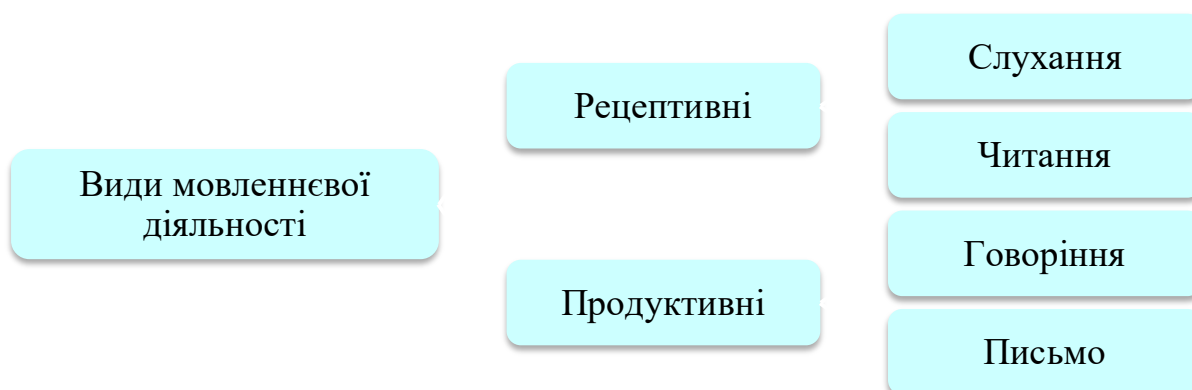 Види мовленнєвої
діяльності
Рецептивні
Слухання
Читання
Продуктивні
Говоріння
Письмо